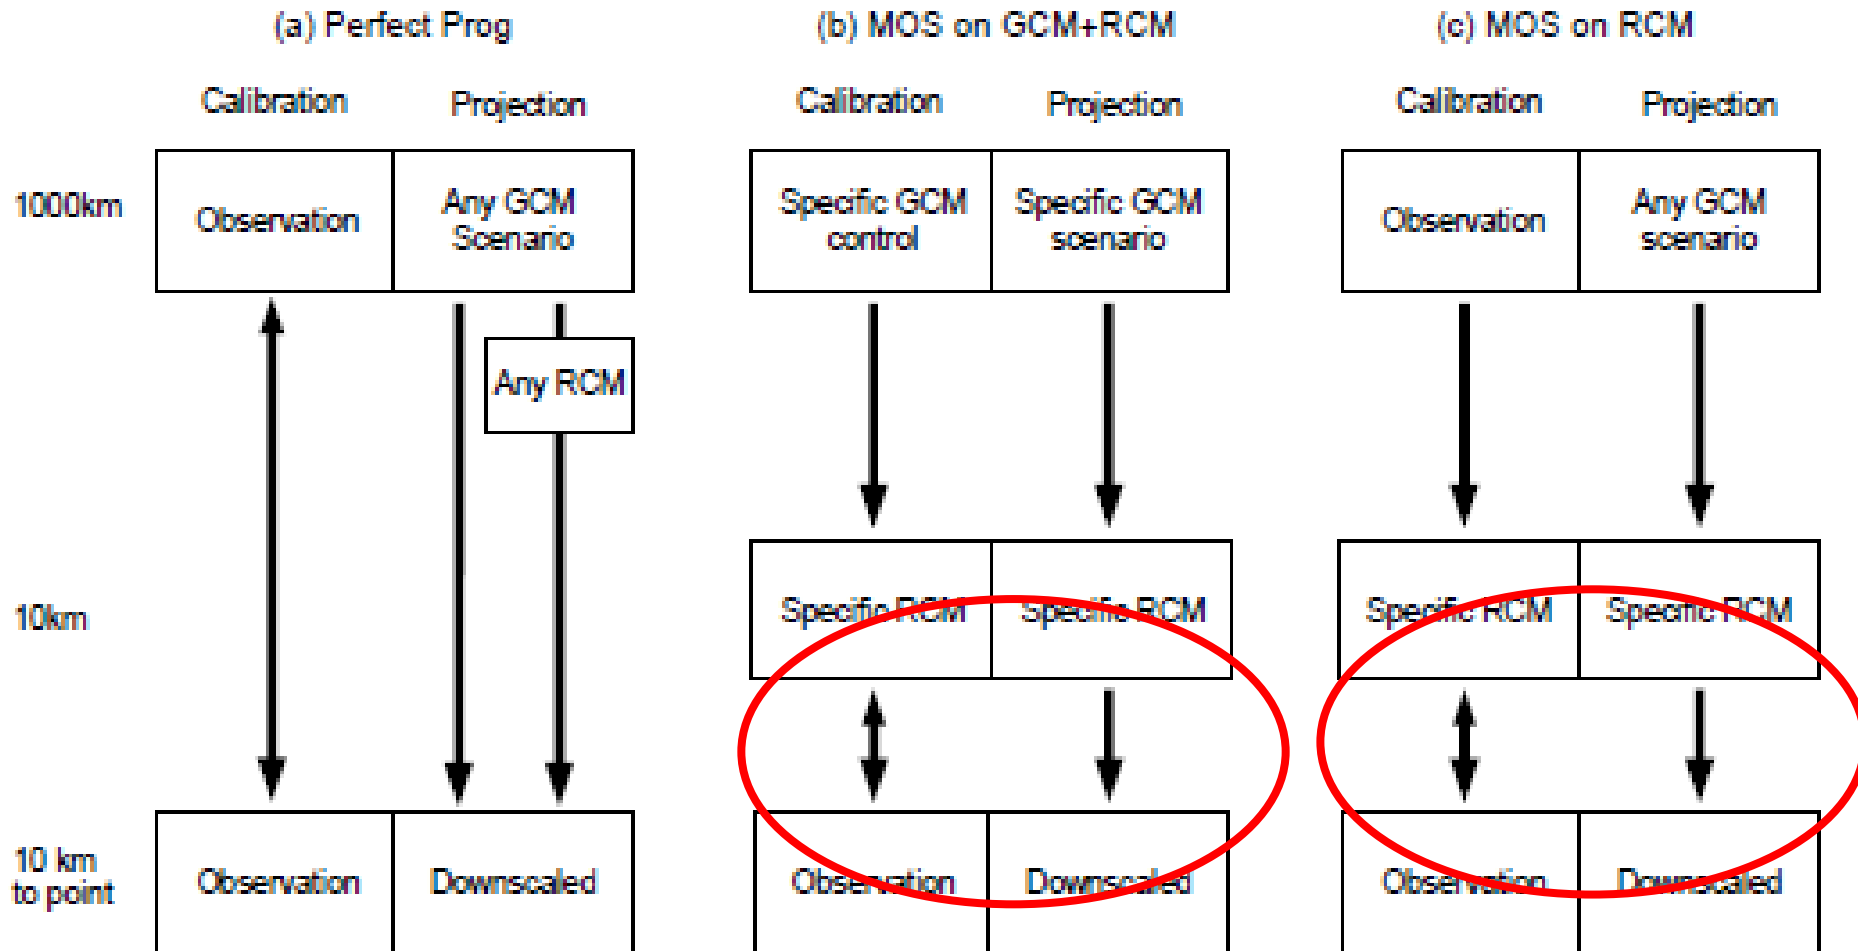 (a) Perfect Prog
(b) MOS on GCM+RCM
(c) MOS on RCM
Calibration
Projection
Calibration
Projection
Calibration
Projection
1000km
Observation
Any GCM
Scenario
Specific GCM
control
Specific GCM
scenario
Observation
Any GCM
scenario
Any RCM
10km
Specific RCM
Specific RCM
Specific RCM
Specific RCM
10 km
to point
Observation
Downscaled
Observation
Downscaled
Observation
Downscaled